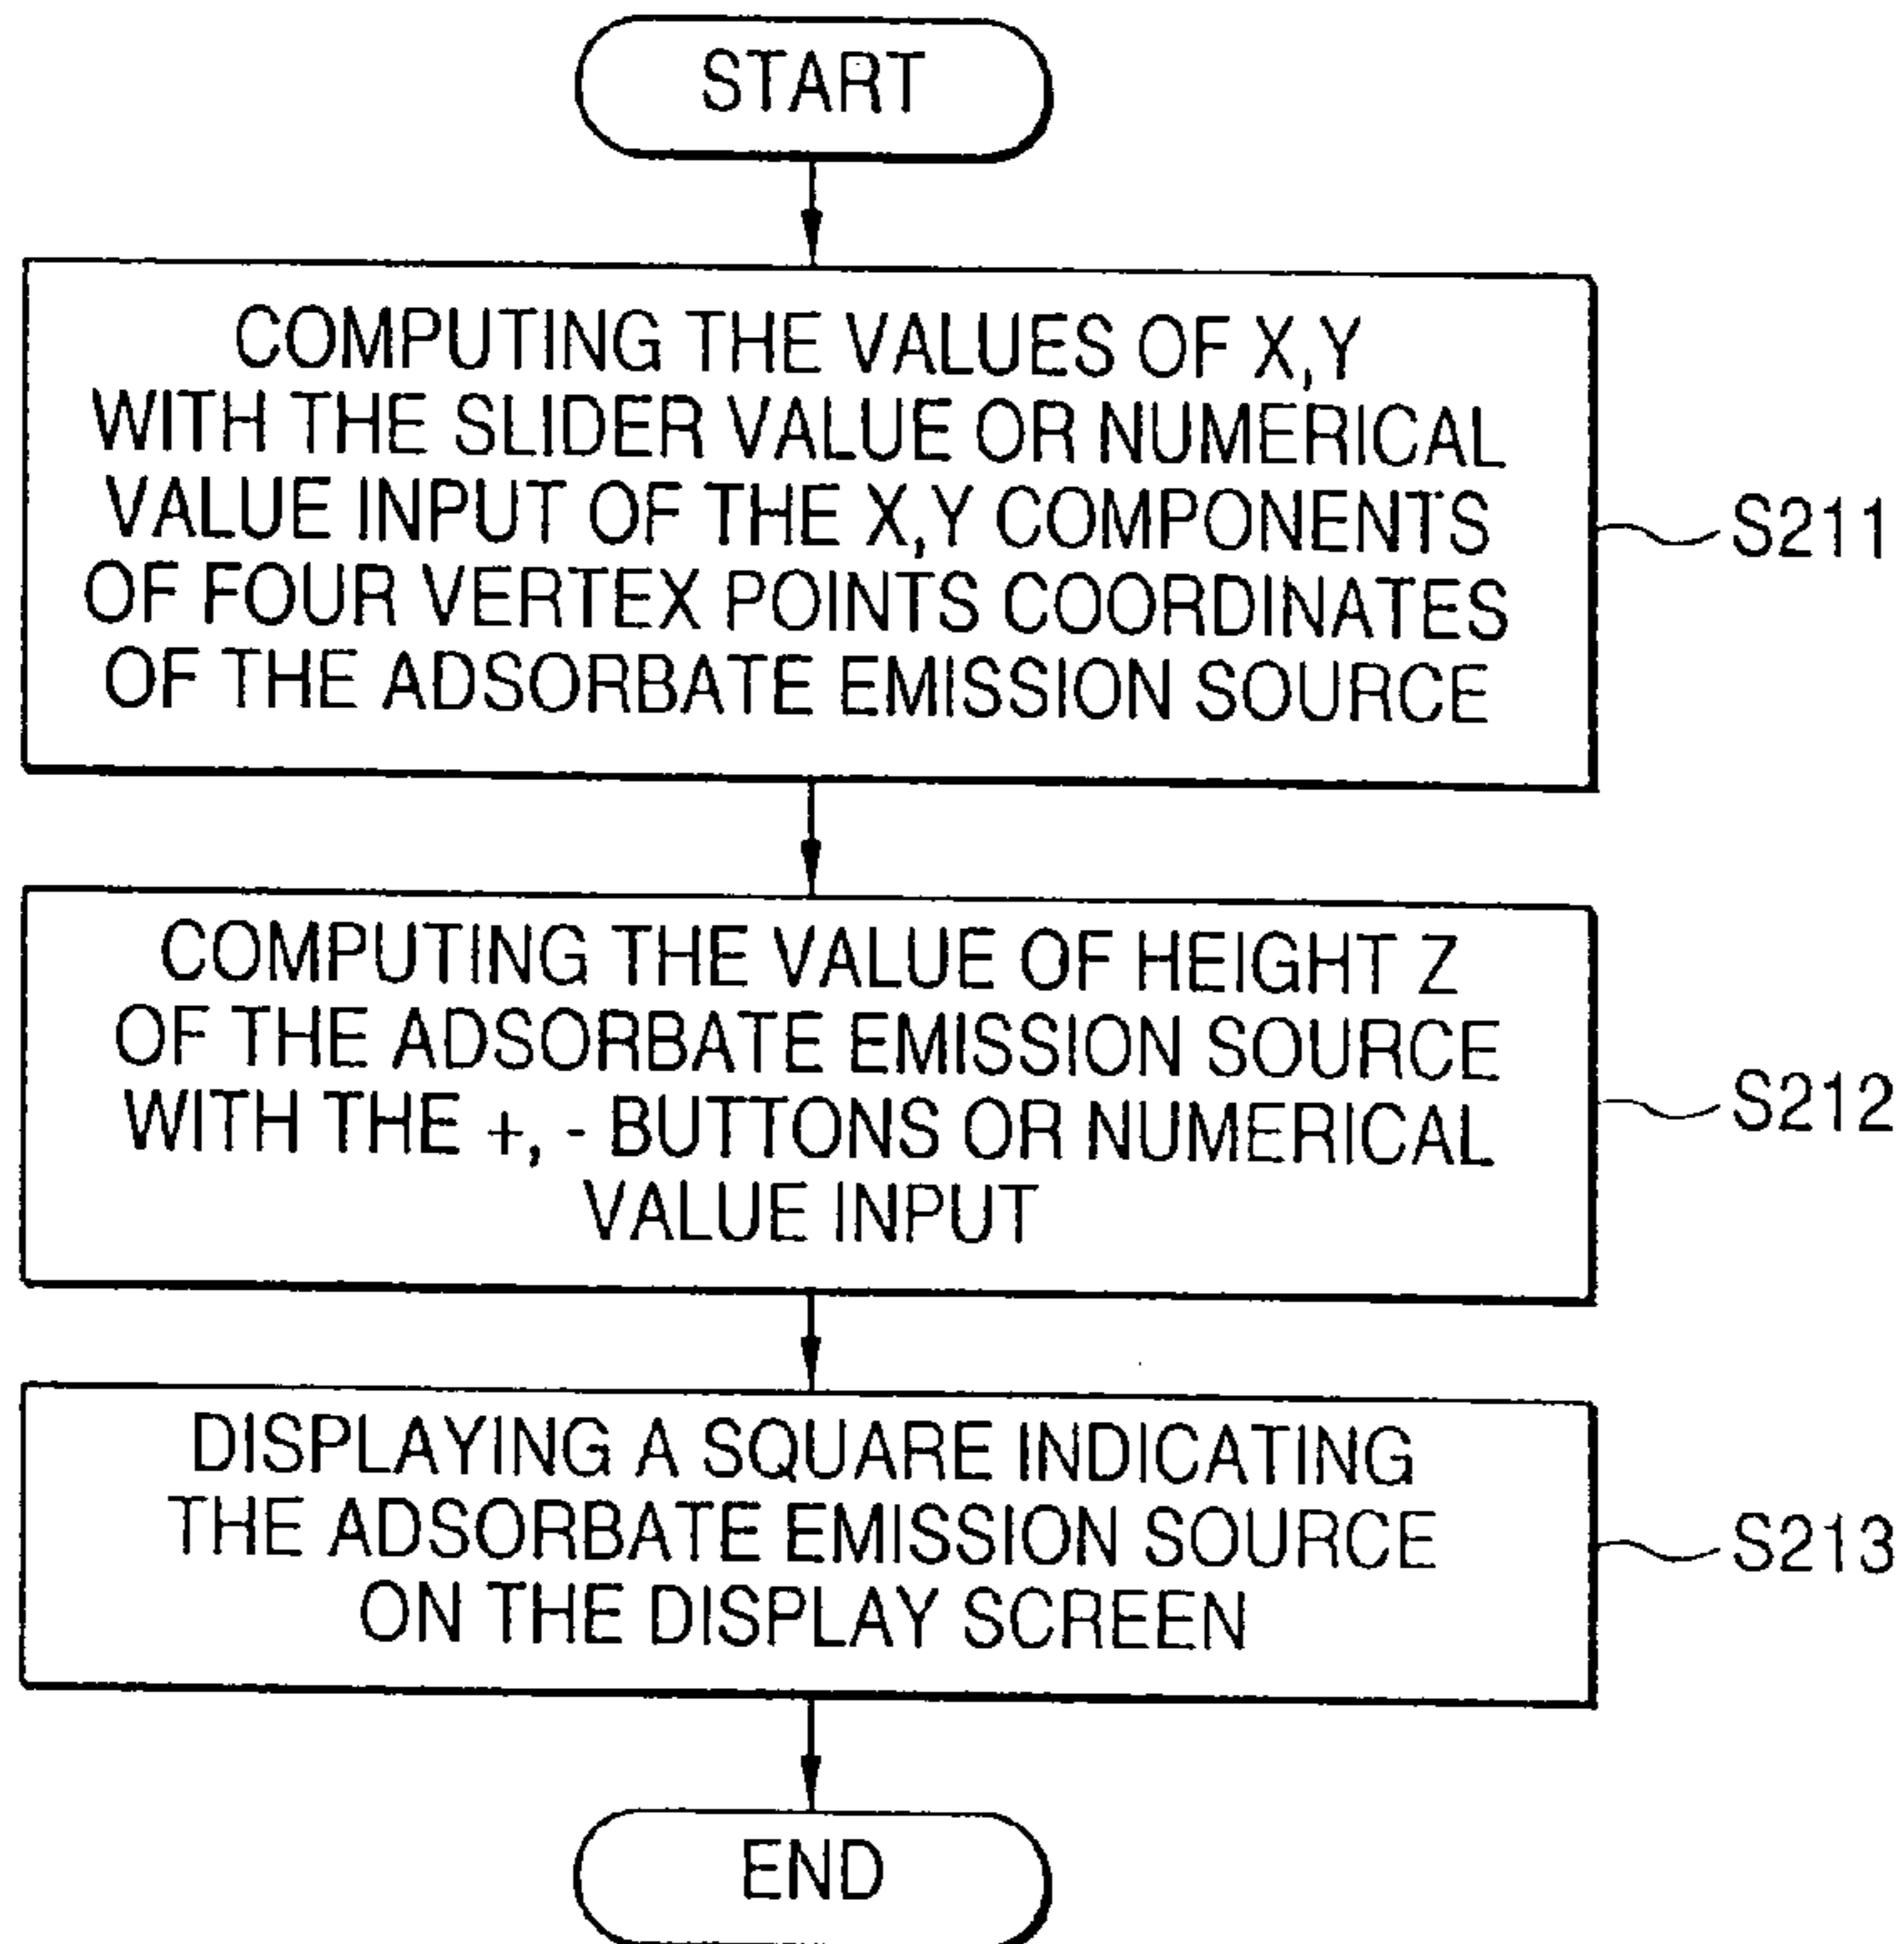 START
COMPUTING THE VALUES OF X,Y
WITH THE SLIDER VALUE OR NUMERICAL
VALUE INPUT OF THE X,Y COMPONENTS
OF FOUR VERTEX POINTS COORDINATES
OF THE ADSORBATE EMISSION SOURCE
S211
COMPUTING THE VALUE OF HEIGHT Z
OF THE ADSORBATE EMISSION SOURCE
WITH THE +, - BUTTONS OR NUMERICAL
VALUE INPUT
S212
DISPLAYING A SQUARE INDICATING
THE ADSORBATE EMISSION SOURCE
ON THE DISPLAY SCREEN
S213
END